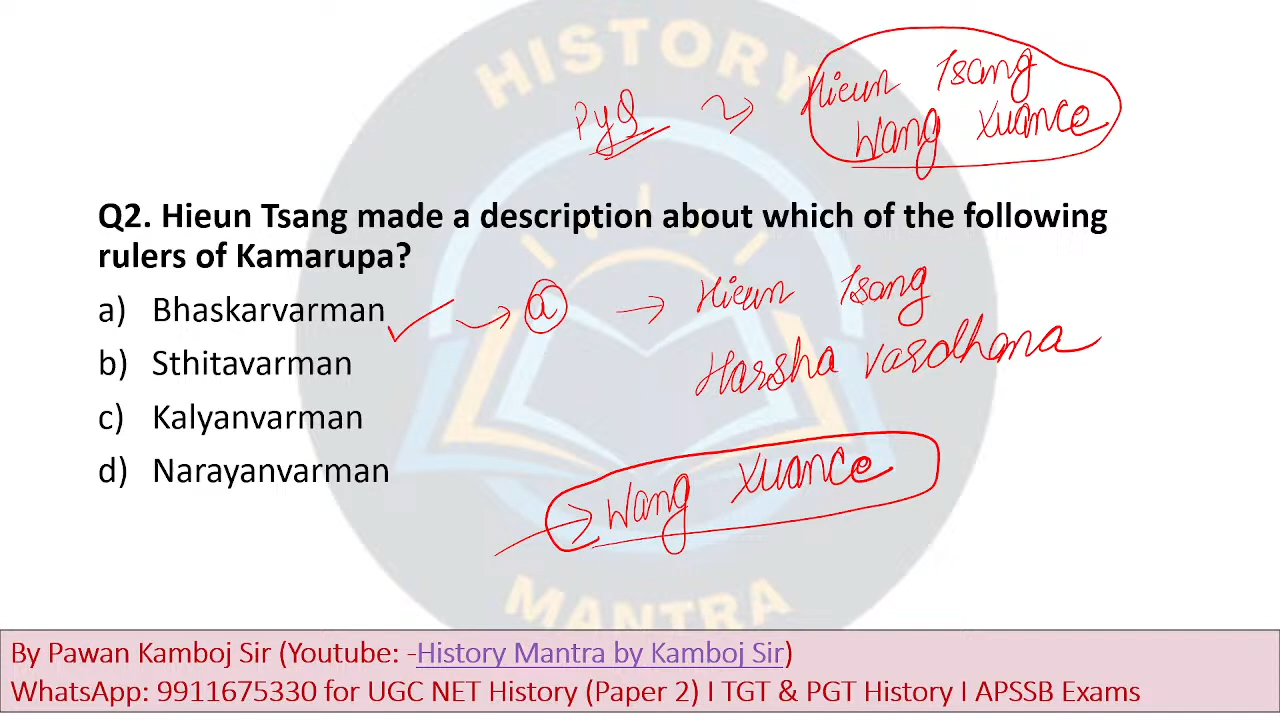 HISTORY
PYQ
Hieun Tsang
Wang Xuance
Q2. Hieun Tsang made a description about which of the following
rulers of Kamarupa?
a) Bhaskarvarman
a
Hieun Tsang
b) Sthitavarman
Harsha vardhana
c) Kalyanvarman
d) Narayanvarman
Wang Xuance
MANTRA
By Pawan Kamboj Sir (Youtube: -History Mantra by Kamboj Sir)
WhatsApp: 9911675330 for UGC NET History (Paper 2) I TGT & PGT History I APSSB Exams